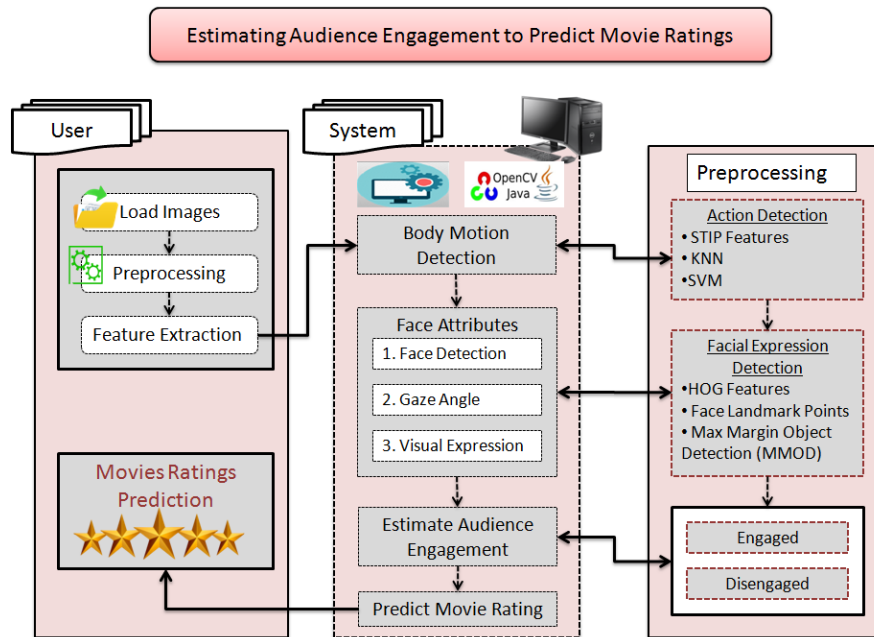 Estimating Audience Engagement to Predict Movie Ratings
User
Load Images
Preprocessing
Feature Extraction
Movies Ratings
Prediction
System
OpenCV
Java
Body Motion
Detection
Face Attributes
1. Face Detection
2. Gaze Angle
3. Visual Expression
Estimate Audience
Engagement
Predict Movie Rating
Preprocessing
Action Detection
• STIP Features
• KNN
•SVM
Facial Expression
Detection
•HOG Features
• Face Landmark Points
• Max Margin Object
Detection (MMOD)
Engaged
Disengaged